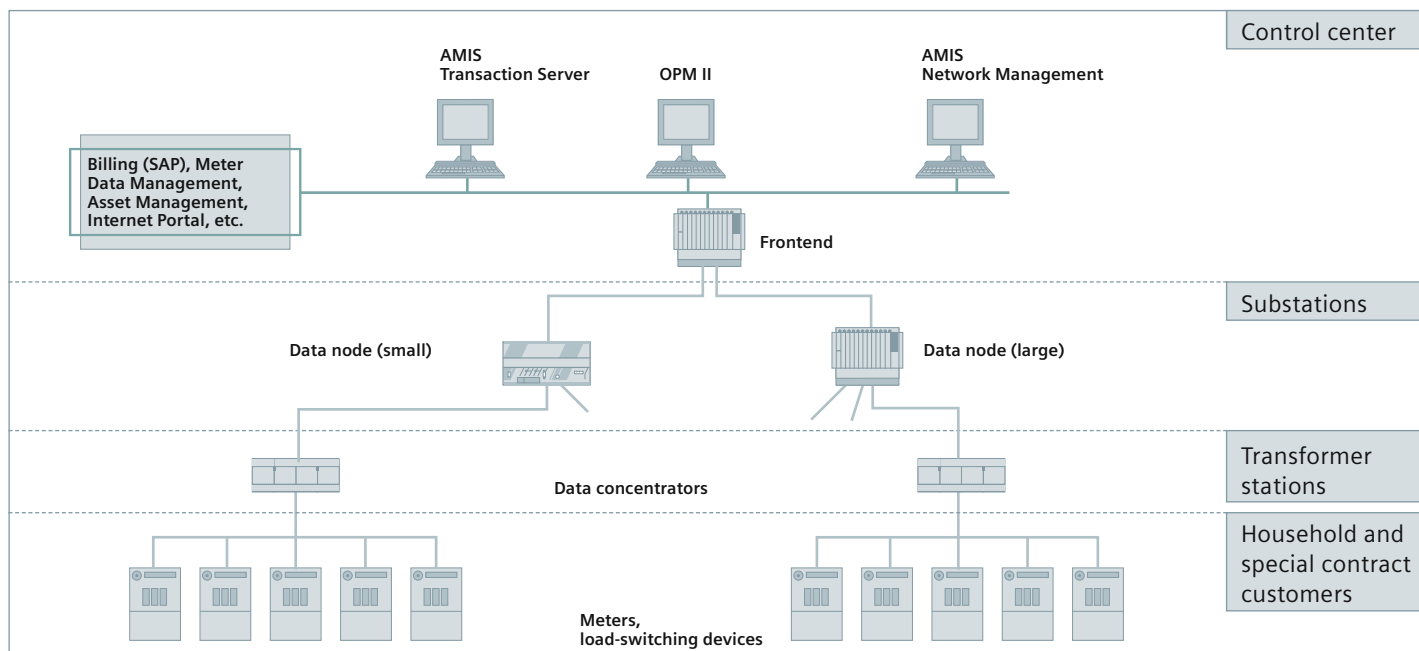 Control center
AMIS
Transaction Server
OPM II
AMIS
Network Management
Billing (SAP), Meter
Data Management,
Asset Management,
Internet Portal, etc.
Frontend
Substations
Data node (small)
Data node (large)
Transformer
stations
Data concentrators
Household and
special contract
customers
Meters,
load-switching devices